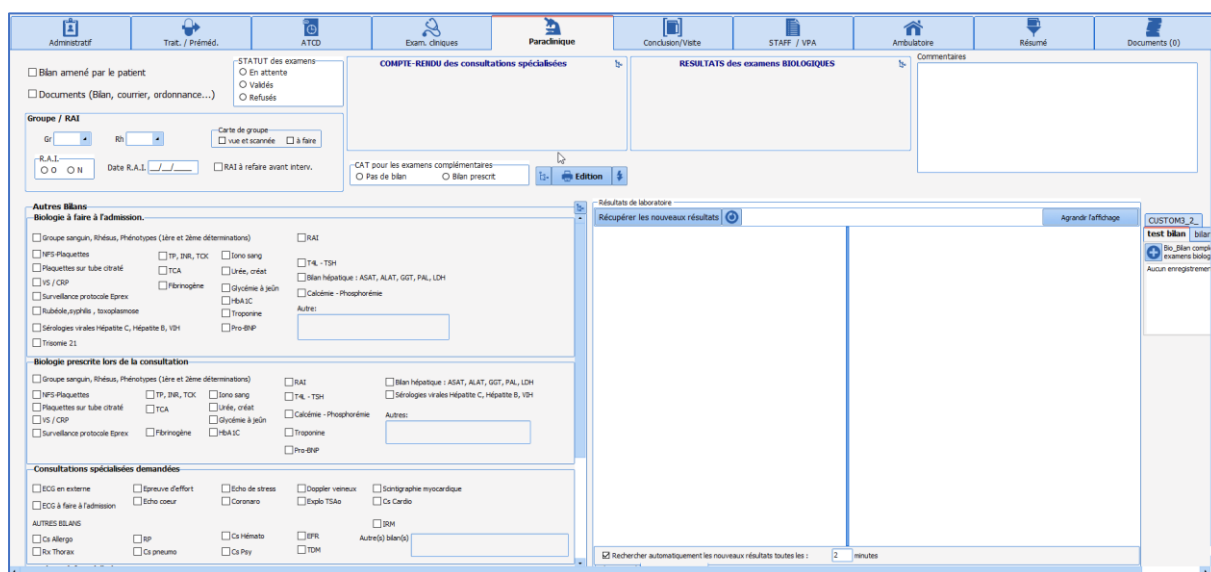 Administratif Trait. / Préméd. ATCD Exam. cliniques Paraclinique Conclusion/Visite STAFF / VPA Ambulatoire Résumé Documents (0)
Bilan amené par le patient
Documents (Bilan, courrier, ordonnance...)
STATUT des examens
En attente
Validés
Refusés
COMPTE-RENDU des consultations spécialisées
RESULTATS des examens BIOLOGIQUES
Commentaires
Groupe / RAI
Gr Rh
Carte de groupe
vue et scannée à faire
R.A.I.
O N
Date R.A.I. __/__/____
RAI à refaire avant interv.
CAT pour les examens complémentaires
Pas de bilan Bilan prescrit
Edition
Autres Bilans
Biologie à faire à l'admission.
Groupe sanguin, Rhésus, Phénotypes (1ère et 2ème déterminations) RAI
NFS-Plaquettes TP, INR, TCK Iono sang T4L - TSH
Plaquettes sur tube citraté TCA Urée, créat Bilan hépatique : ASAT, ALAT, GGT, PAL, LDH
VS / CRP Fibrinogène Glycémie à jeûn Calcémie - Phosphorémie
Surveillance protocole Eprex HbA1C
Rubéole,syphilis , toxoplasmose Troponine Autre:
Sérologies virales Hépatite C, Hépatite B, VIH Pro-BNP
Trisomie 21
Biologie prescrite lors de la consultation
Groupe sanguin, Rhésus, Phénotypes (1ère et 2ème déterminations) RAI Bilan hépatique : ASAT, ALAT, GGT, PAL, LDH
NFS-Plaquettes TP, INR, TCK Iono sang T4L - TSH Sérologies virales Hépatite C, Hépatite B, VIH
Plaquettes sur tube citraté TCA Urée, créat
VS / CRP Glycémie à jeûn Calcémie - Phosphorémie Autres:
Surveillance protocole Eprex Fibrinogène HbA1C Troponine
Pro-BNP
Consultations spécialisées demandées
ECG en externe Epreuve d'effort Echo de stress Doppler veineux Scintigraphie myocardique
ECG à faire à l'admission Echo coeur Coronaro Explo TSAo Cs Cardio
AUTRES BILANS IRM
Cs Allergo RP Cs Hémato EFR Autre(s) bilan(s)
Rx Thorax Cs pneumo Cs Psy TDM
Résultats de laboratoire
Récupérer les nouveaux résultats Agrandir l'affichage
Rechercher automatiquement les nouveaux résultats toutes les : 2 minutes
CUSTOM3_2_
test bilan bilan
Bio_Bilan comple
examens biolog
Aucun enregistremen